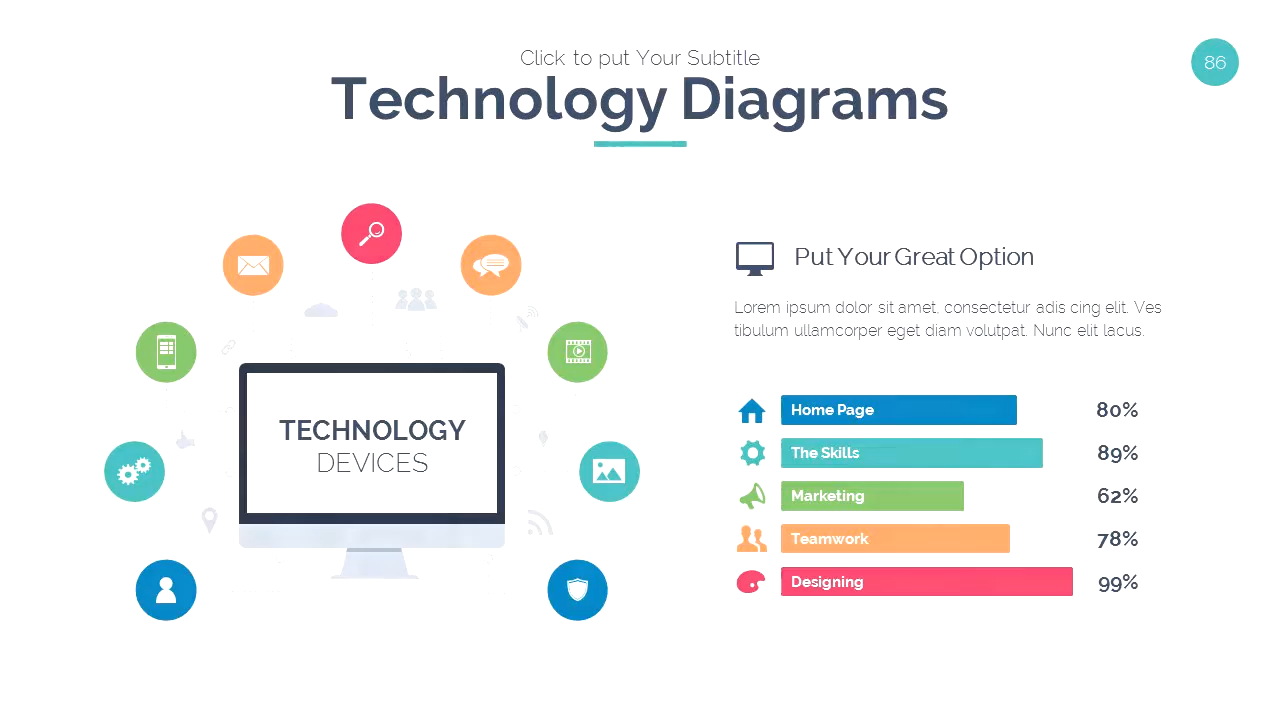 Click to put Your Subtitle
Technology Diagrams
86
TECHNOLOGY
DEVICES
Put Your Great Option
Lorem ipsum dolor sit amet, consectetur adis cing elit. Ves
tibulum ullamcorper eget diam volutpat. Nunc elit lacus.
Home Page 80%
The Skills 89%
Marketing 62%
Teamwork 78%
Designing 99%